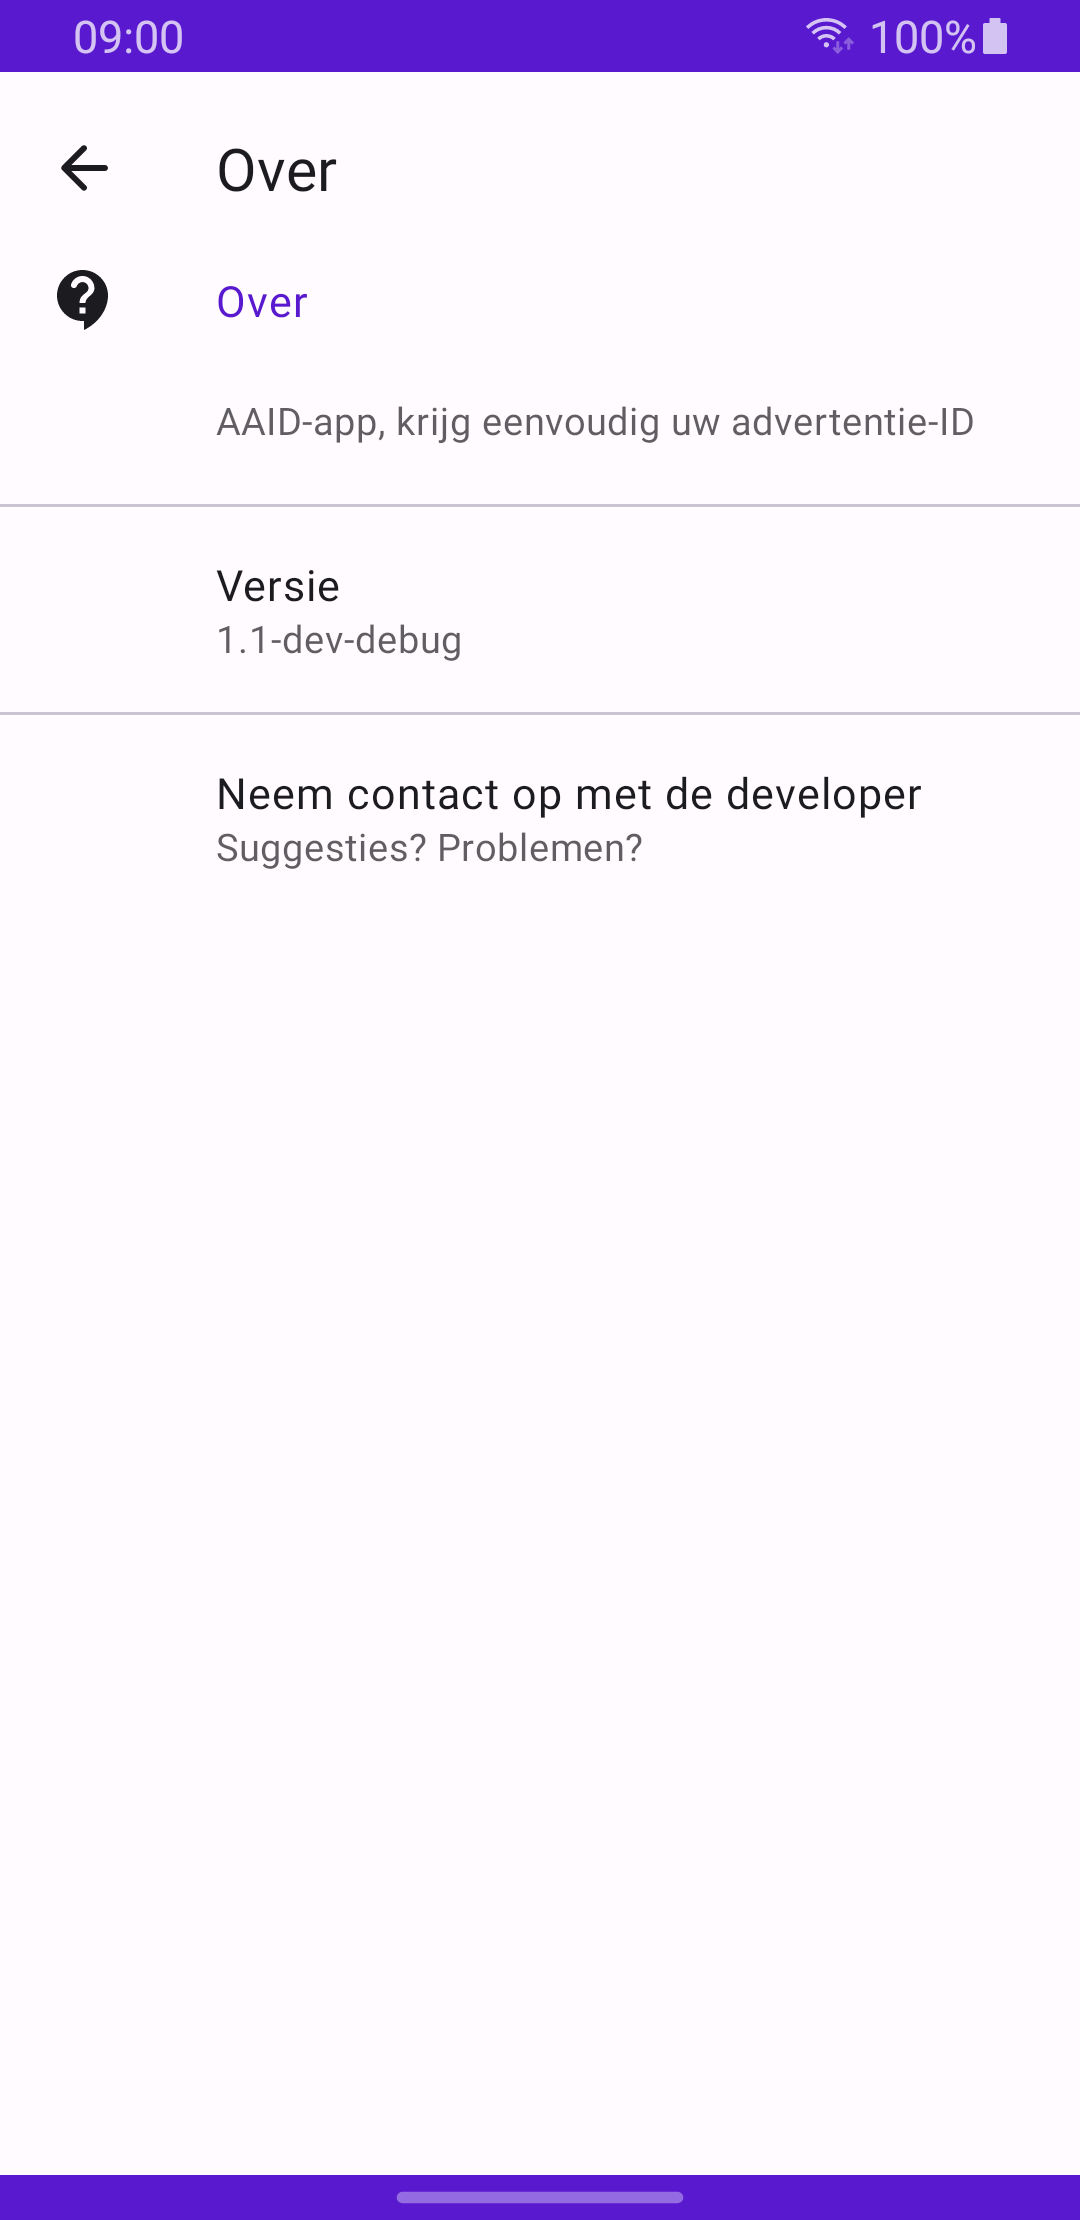 09:00 100%
Over
Over
AAID-app, krijg eenvoudig uw advertentie-ID
Versie
1.1-dev-debug
Neem contact op met de developer
Suggesties? Problemen?